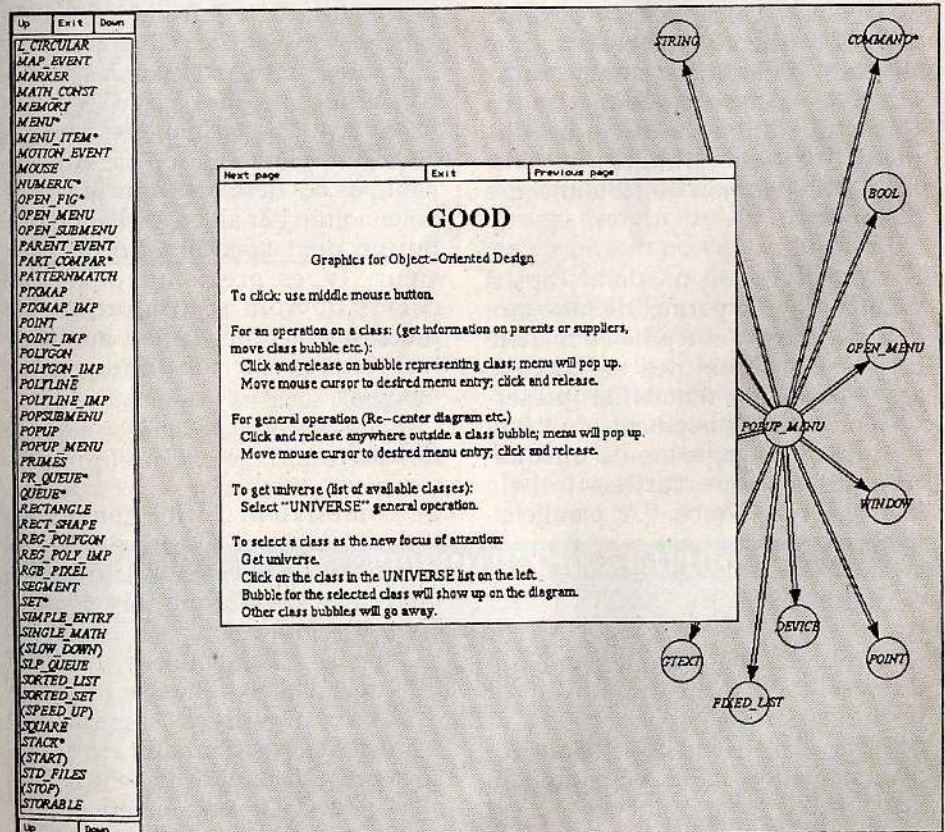 Up Exit Down
L_CIRCULAR
MAP_EVENT
MARKER
MATH_CONST
MEMORY
MENU*
MENU_ITEM*
MOTION_EVENT
MOUSE
NUMERIC*
OPEN_FIG*
OPEN_MENU
OPEN_SUBMENU
PARENT_EVENT
PART_COMPAR*
PATTERNMATCH
PIXMAP
PIXMAP_IMP
POINT
POINT_IMP
POLYGON
POLYGON_IMP
POLYLINE
POLYLINE_IMP
POPSUBMENU
POPUP
POPUP_MENU
PRIMES
PR_QUEUE*
QUEUE*
RECTANGLE
RECT_SHAPE
REG_POLYGON
REG_POLY_IMP
RGB_PIXEL
SEGMENT
SET*
SIMPLE_ENTRY
SINGLE_MATH
(SLOW_DOWN)
SLP_QUEUE
SORTED_LIST
SORTED_SET
(SPEED_UP)
SQUARE
STACK*
(START)
STD_FILES
(STOP)
STORABLE
Up Down
Next page Exit Previous page
GOOD
Graphics for Object-Oriented Design
To click: use middle mouse button.
For an operation on a class: (get information on parents or suppliers,
move class bubble etc.):
Click and release on bubble representing class; menu will pop up.
Move mouse cursor to desired menu entry; click and release.
For general operation (Re-center diagram etc.)
Click and release anywhere outside a class bubble; menu will pop up.
Move mouse cursor to desired menu entry; click and release.
To get universe (list of available classes):
Select "UNIVERSE" general operation.
To select a class as the new focus of attention:
Get universe.
Click on the class in the UNIVERSE list on the left.
Bubble for the selected class will show up on the diagram.
Other class bubbles will go away.
STRING
COMMAND*
BOOL
OPEN_MENU
POPUP_MENU
WINDOW
DEVICE
GTEXT
POINT
FIXED_LIST